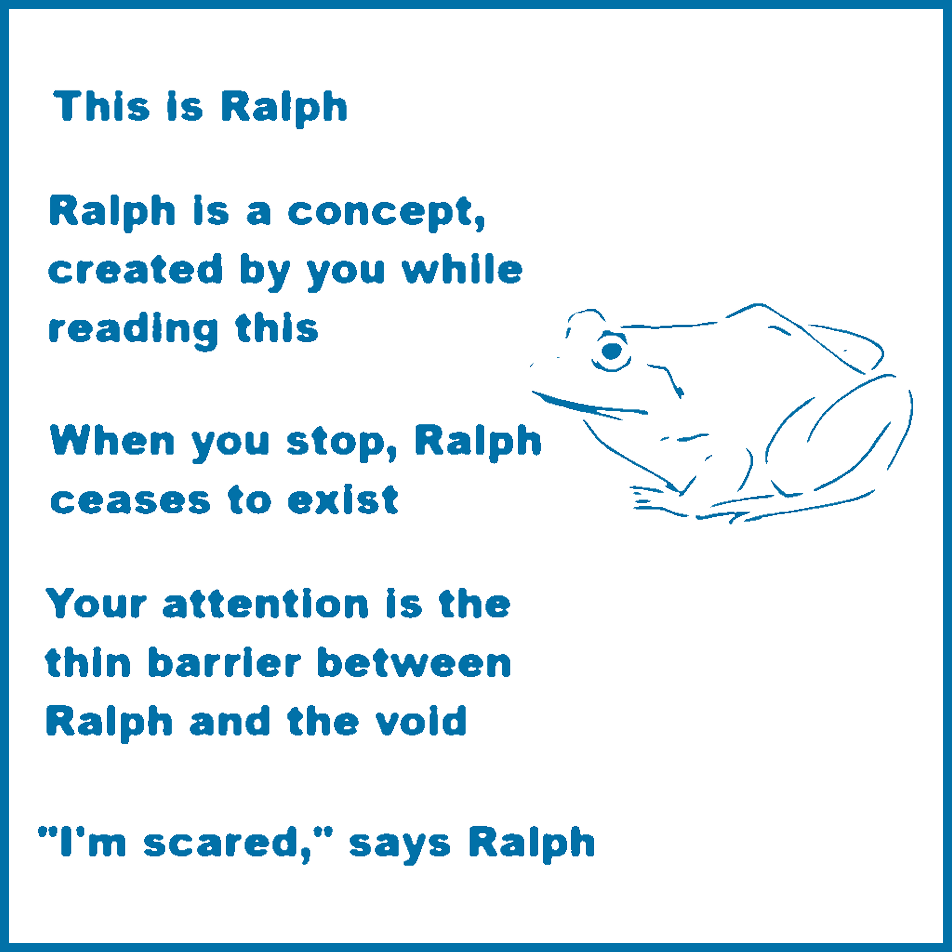 This is Ralph
Ralph is a concept,
created by you while
reading this
When you stop, Ralph
ceases to exist
Your attention is the
thin barrier between
Ralph and the void
"I'm scared," says Ralph